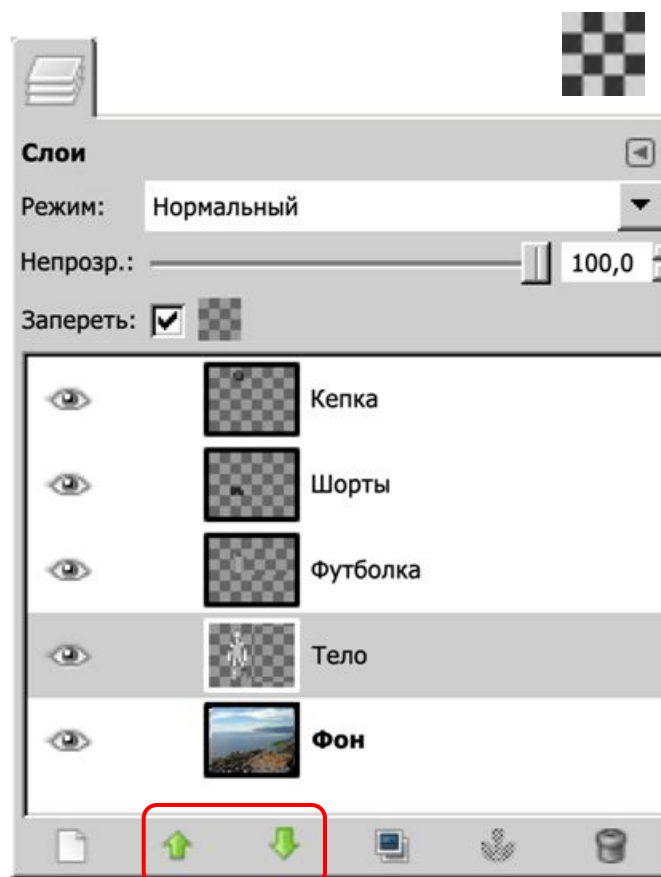 Слои
Режим: Нормальный
Непрозр.: 100,0
Запереть:
Кепка
Шорты
Футболка
Тело
Фон